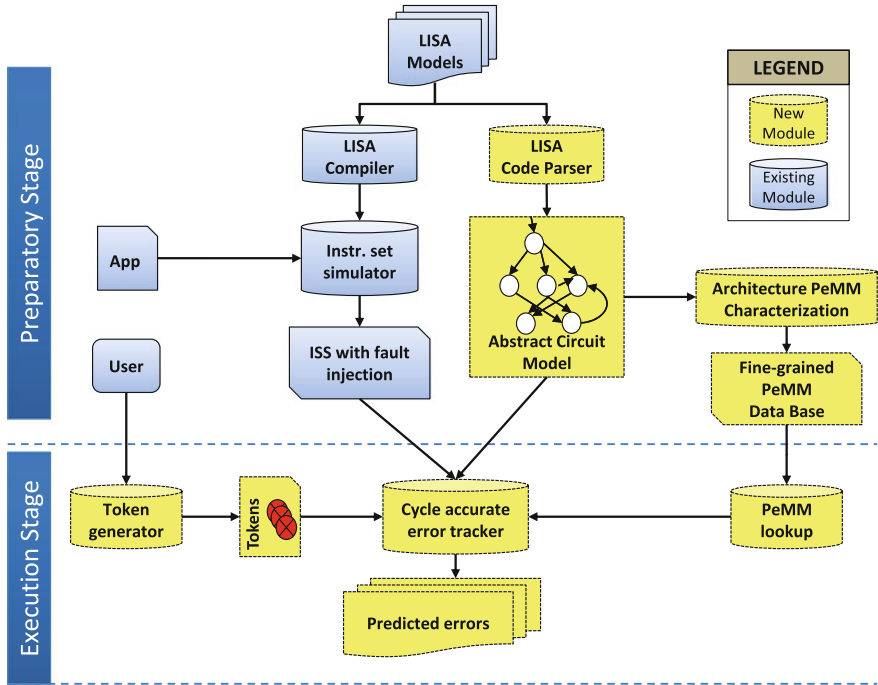 LISA
Models
LEGEND
New
Module
Existing
Module
LISA
Compiler
LISA
Code Parser
Preparatory Stage
App
Instr. set
simulator
Architecture PeMM
Characterization
Abstract Circuit
Model
User
ISS with fault
injection
Fine-grained
PeMM
Data Base
Execution Stage
Token
generator
Tokens
Cycle accurate
error tracker
PeMM
lookup
Predicted errors